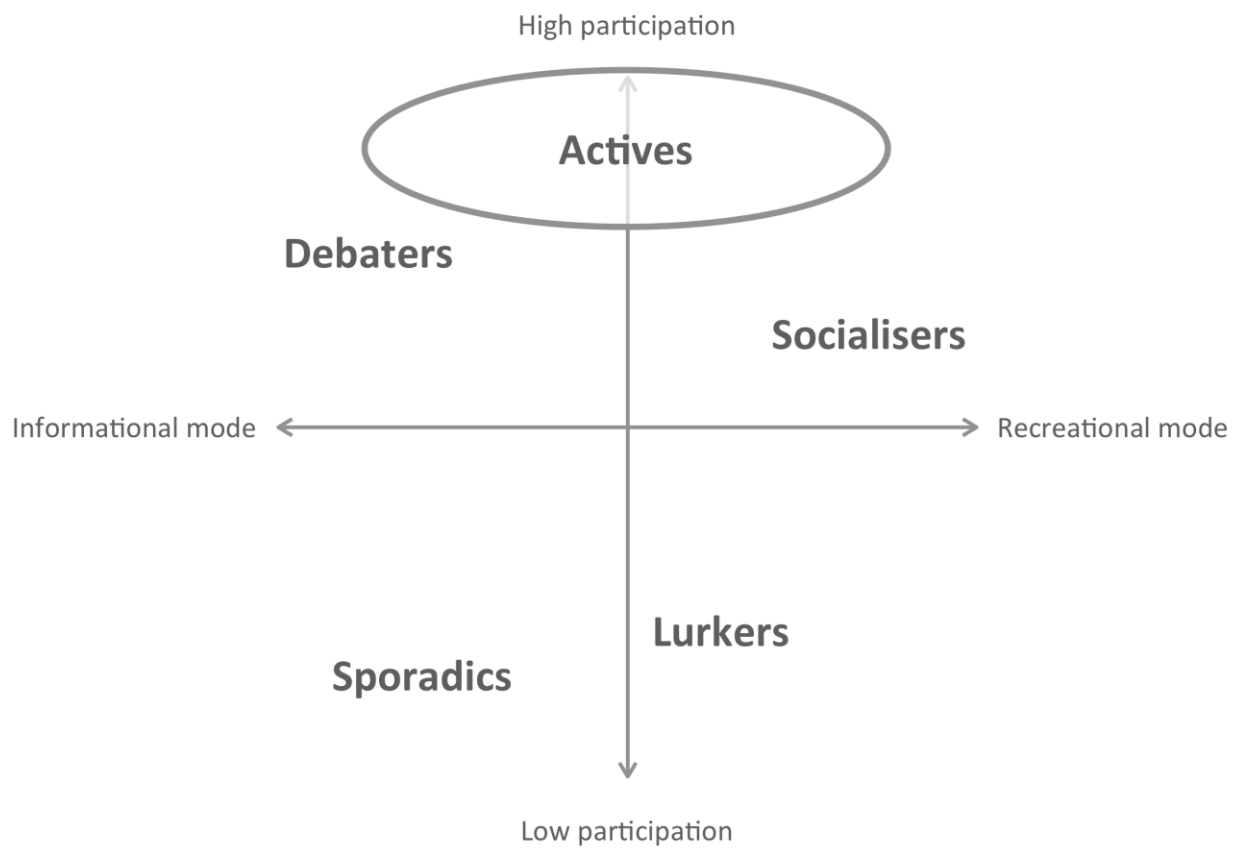 High participation
Actives
Debaters
Socialisers
Informational mode
Recreational mode
Lurkers
Sporadics
Low participation